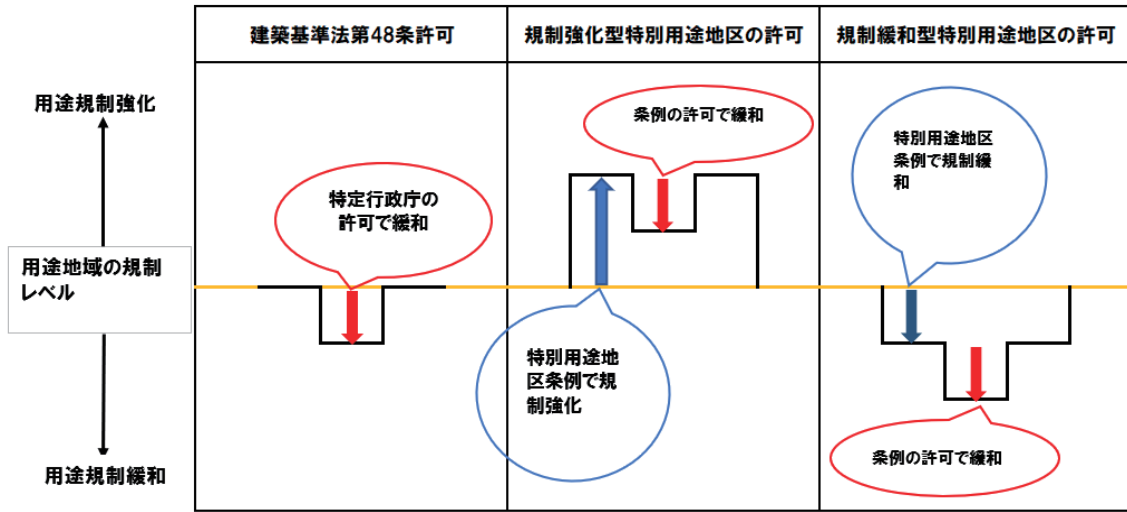 建築基準法第48条許可
規制強化型特別用途地区の許可
規制緩和型特別用途地区の許可
用途規制強化
用途地域の規制
レベル
用途規制緩和
特定行政庁の
許可で緩和
条例の許可で緩和
特別用途地
区条例で規
制強化
特別用途地区
条例で規制緩
和
条例の許可で緩和